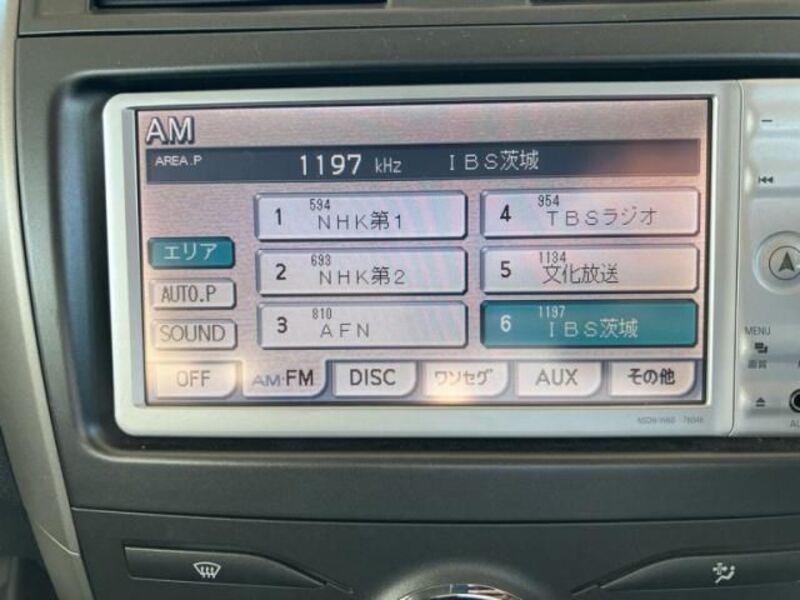 AM
AREA.P 1197 kHz IBS茨城
1 594 NHK第1
4 954 TBSラジオ
エリア
2 693 NHK第2
5 1134 文化放送
AUTO.P
3 810 AFN
6 1197 IBS茨城
SOUND
OFF AM・FM DISC ワンセグ AUX その他
MENU
画質